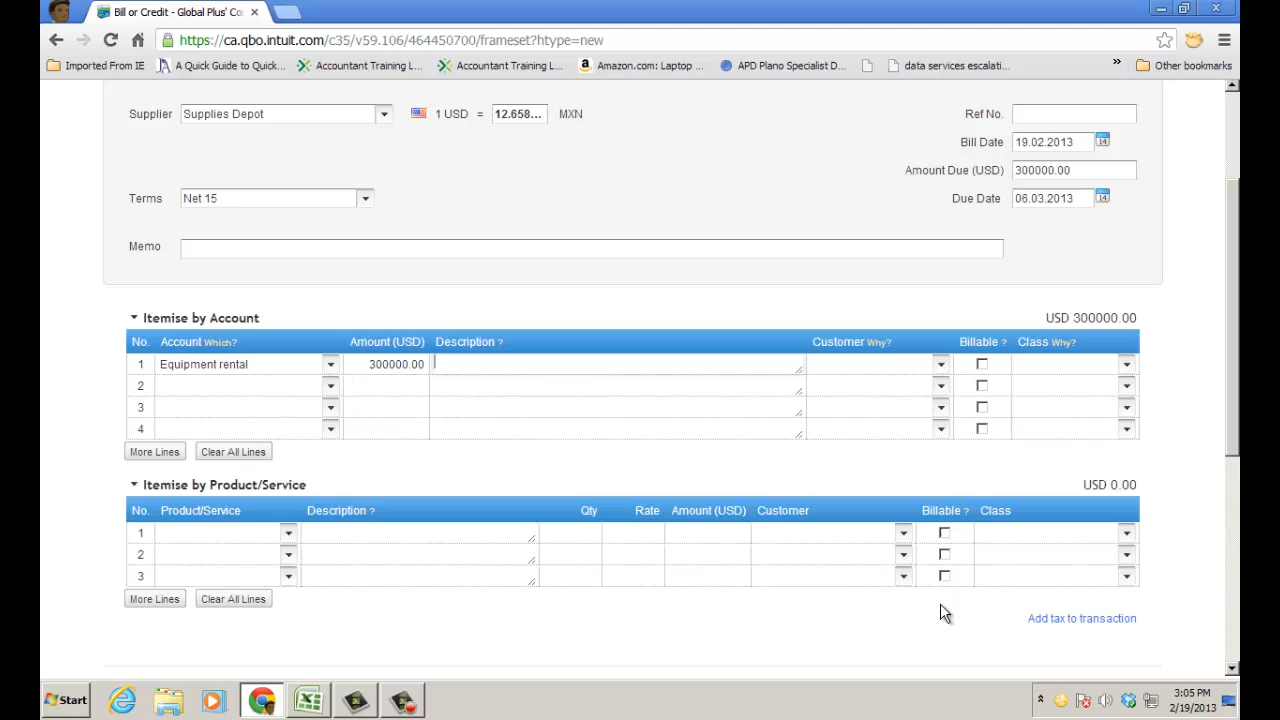 Bill or Credit - Global Plus' Co
https://ca.qbo.intuit.com/c35/v59.106/464450700/frameset?htype=new
Imported From IE A Quick Guide to Quick... Accountant Training L... Accountant Training L... Amazon.com: Laptop ... APD Plano Specialist D... data services escalati... » Other bookmarks
Supplier Supplies Depot 1 USD = 12.658... MXN Ref No.
Bill Date 19.02.2013
Amount Due (USD) 300000.00
Terms Net 15 Due Date 06.03.2013
Memo
Itemise by Account USD 300000.00
No. Account Which? Amount (USD) Description ? Customer Why? Billable ? Class Why?
1 Equipment rental 300000.00
2
3
4
More Lines Clear All Lines
Itemise by Product/Service USD 0.00
No. Product/Service Description ? Qty Rate Amount (USD) Customer Billable ? Class
1
2
3
More Lines Clear All Lines
Add tax to transaction
Start 3:05 PM
2/19/2013